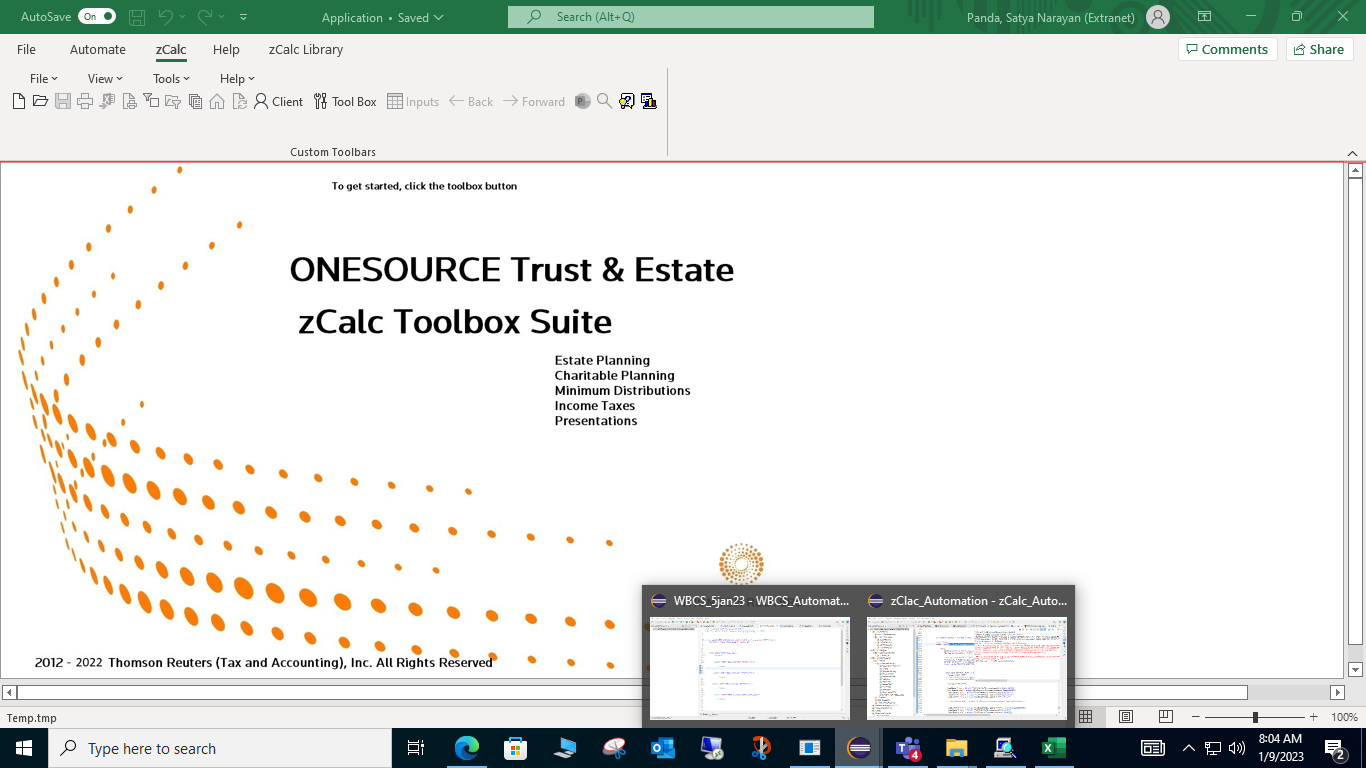 AutoSave On Application • Saved Search (Alt+Q) Panda, Satya Narayan (Extranet)
File Automate zCalc Help zCalc Library Comments Share
File View Tools Help
Client Tool Box Inputs Back Forward
Custom Toolbars
To get started, click the toolbox button
ONESOURCE Trust & Estate
zCalc Toolbox Suite
Estate Planning
Charitable Planning
Minimum Distributions
Income Taxes
Presentations
WBCS_5jan23 - WBCS_Automat... zClac_Automation - zCalc_Auto...
2012 - 2022 Thomson Reuters (Tax and Accounting), Inc. All Rights Reserved
Temp.tmp 100%
Type here to search 4 8:04 AM 2
1/9/2023